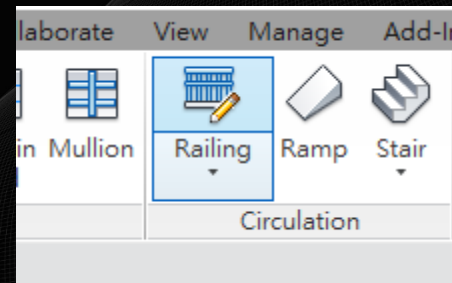 laborate View Manage Add-I
in Mullion Railing Ramp Stair
Circulation